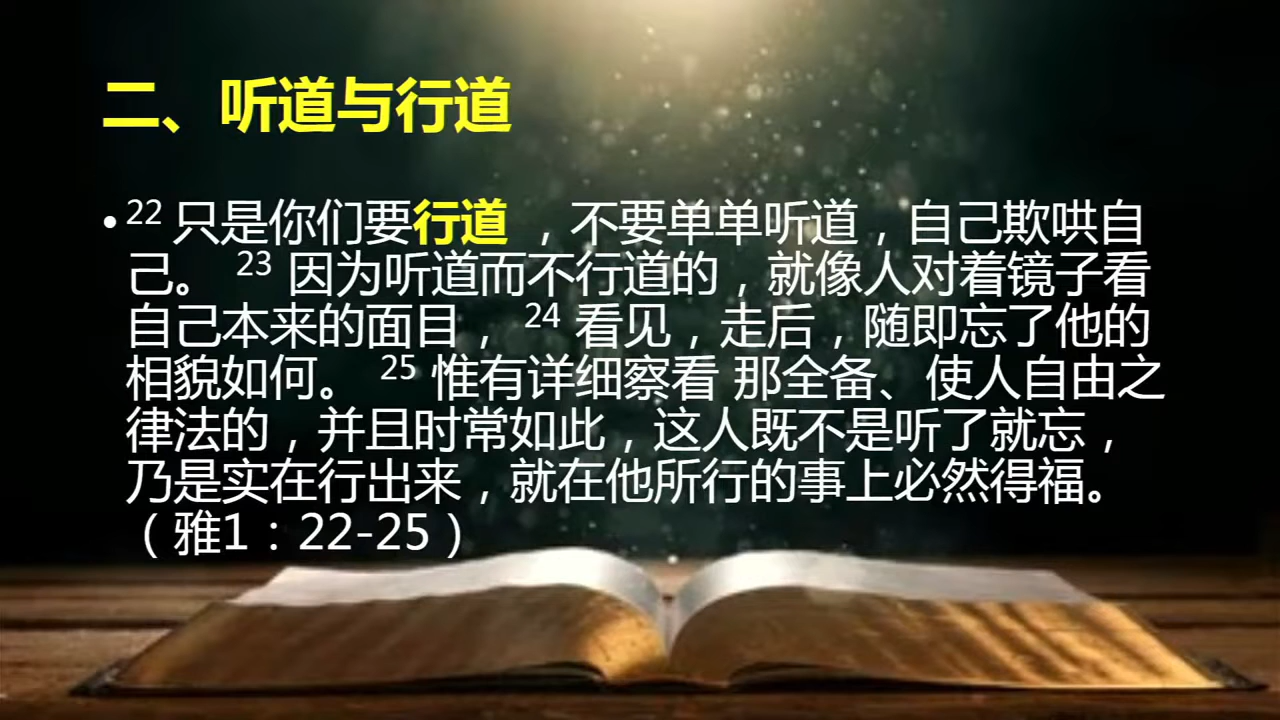 二、听道与行道
• 22 只是你们要行道 ，不要单单听道，自己欺哄自
己。 23 因为听道而不行道的，就像人对着镜子看
自己本来的面目， 24 看见，走后，随即忘了他的
相貌如何。 25 惟有详细察看 那全备、使人自由之
律法的，并且时常如此，这人既不是听了就忘，
乃是实在行出来，就在他所行的事上必然得福。
（雅1：22-25）